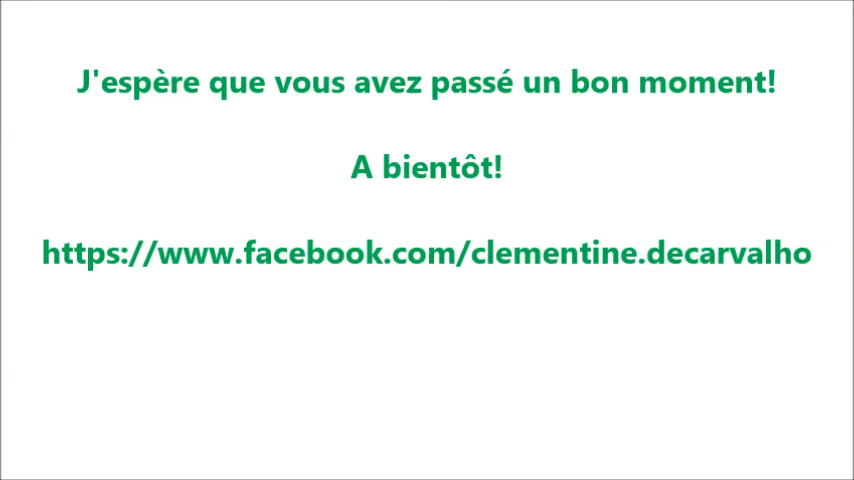 J'espère que vous avez passé un bon moment!
A bientôt!
https://www.facebook.com/clementine.decarvalho